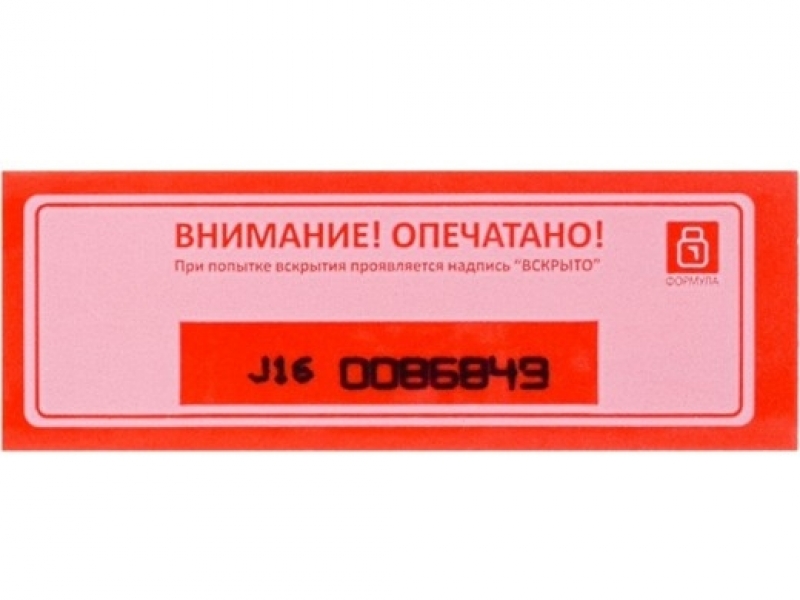 ВНИМАНИЕ! ОПЕЧАТАНО!
При попытке вскрытия проявляется надпись "ВСКРЫТО"
ФОРМУЛА
J16 0086849